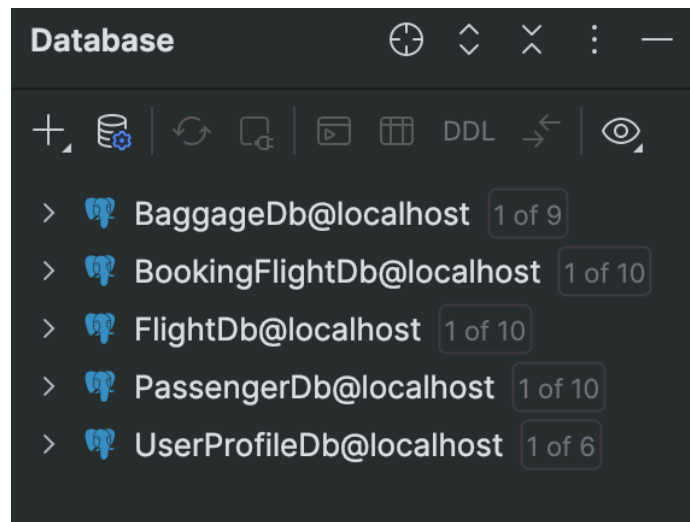 Database
DDL
BaggageDb@localhost 1 of 9
BookingFlightDb@localhost 1 of 10
FlightDb@localhost 1 of 10
PassengerDb@localhost 1 of 10
UserProfileDb@localhost 1 of 6